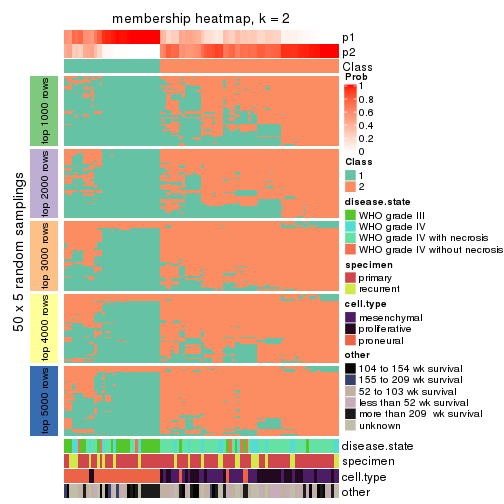 membership heatmap, k = 2
p1
p2
Class
50 x 5 random samplings
top 1000 rows
top 2000 rows
top 3000 rows
top 4000 rows
top 5000 rows
disease.state
specimen
cell.type
other
Prob
1
0.8
0.6
0.4
0.2
0
Class
1
2
disease.state
WHO grade III
WHO grade IV
WHO grade IV with necrosis
WHO grade IV without necrosis
specimen
primary
recurrent
cell.type
mesenchymal
proliferative
proneural
other
104 to 154 wk survival
155 to 209 wk survival
52 to 103 wk survival
less than 52 wk survival
more than 209  wk survival
unknown